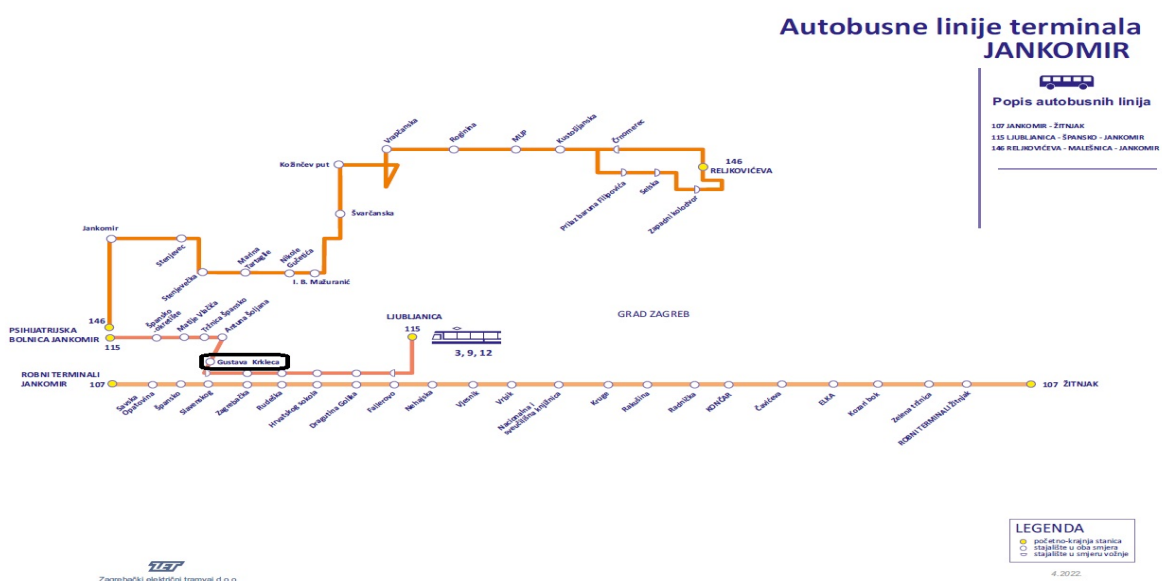 Autobusne linije terminala
JANKOMIR
Popis autobusnih linija
107 JANKOMIR - ŽITNJAK
115 LJUBLJANICA - ŠPANSKO - JANKOMIR
146 RELJKOVIĆEVA - MALEŠNICA - JANKOMIR
Vrapčanska
Roginina
MUP
Kustošijanska
Črnomerec
146
RELJKOVIĆEVA
Kožinčev put
Prilaz baruna Filipovića
Selska
Zapadni kolodvor
Švarčanska
Jankomir
Stenjevec
Stenjevečka
Marina
Tartaglie
Nikole
Gučetića
I. B. Mažuranić
146
PSIHIJATRIJSKA
BOLNICA JANKOMIR
115
Špansko
-okretište
Matije Vlačića
Tržnica Špansko
Antuna Šoljana
LJUBLJANICA
115
3, 9, 12
GRAD ZAGREB
Gustava Krkleca
ROBNI TERMINALI
JANKOMIR
107
Savska
Opatovina
Špansko
Slavenskog
Zagrebačka
Rudeška
Hrvatskog sokola
Dragutina Golika
Fallerovo
Nehajska
Vjesnik
Vrbik
Nacionalna i
sveučilišna knjižnica
Kruge
Rakušina
Radnička
KONČAR
Čavićeva
ELKA
Kozari bok
Zelena tržnica
ROBNI TERMINALI Žitnjak
107 ŽITNJAK
LEGENDA
početno-krajnja stanica
stajalište u oba smjera
stajalište u smjeru vožnje
4.2022.
ZET
Zagrebački električni tramvaj d.o.o.